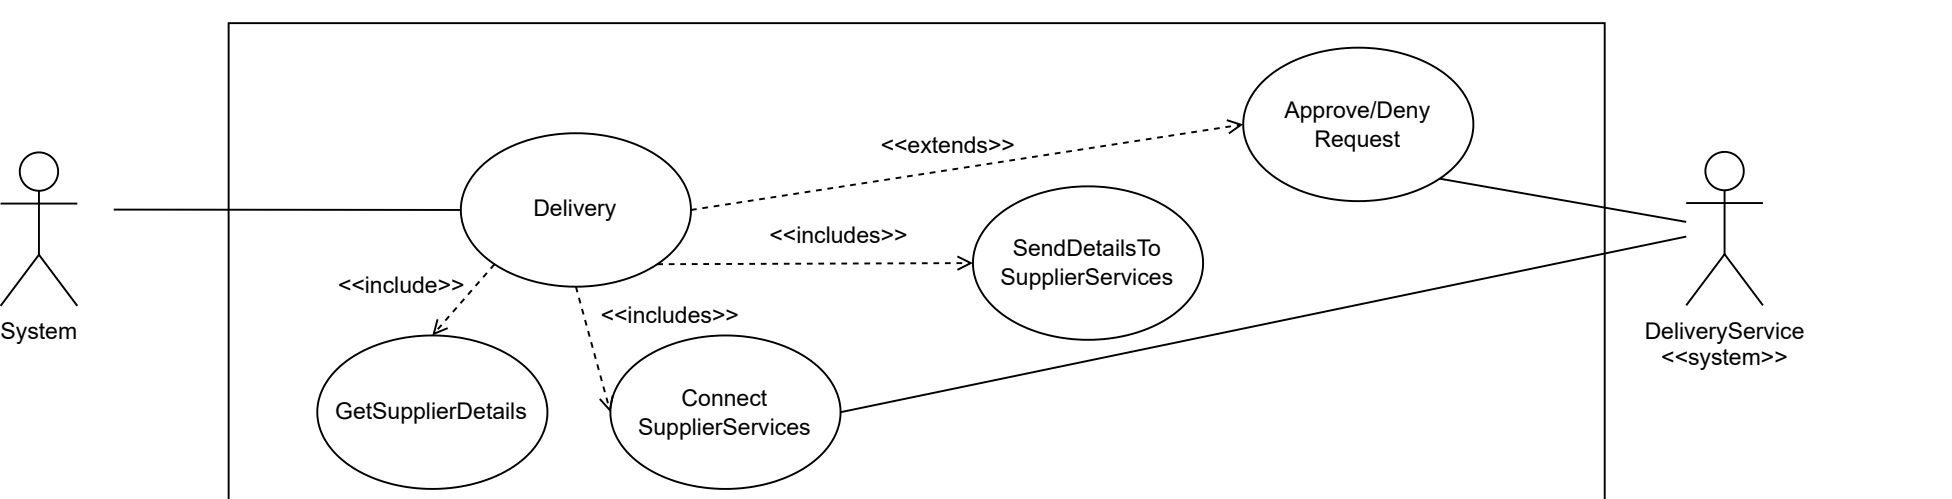 Approve/Deny
Request
<<extends>>
Delivery
<<includes>>
SendDetailsTo
SupplierServices
<<include>>
<<includes>>
System
DeliveryService
<<system>>
GetSupplierDetails
Connect
SupplierServices